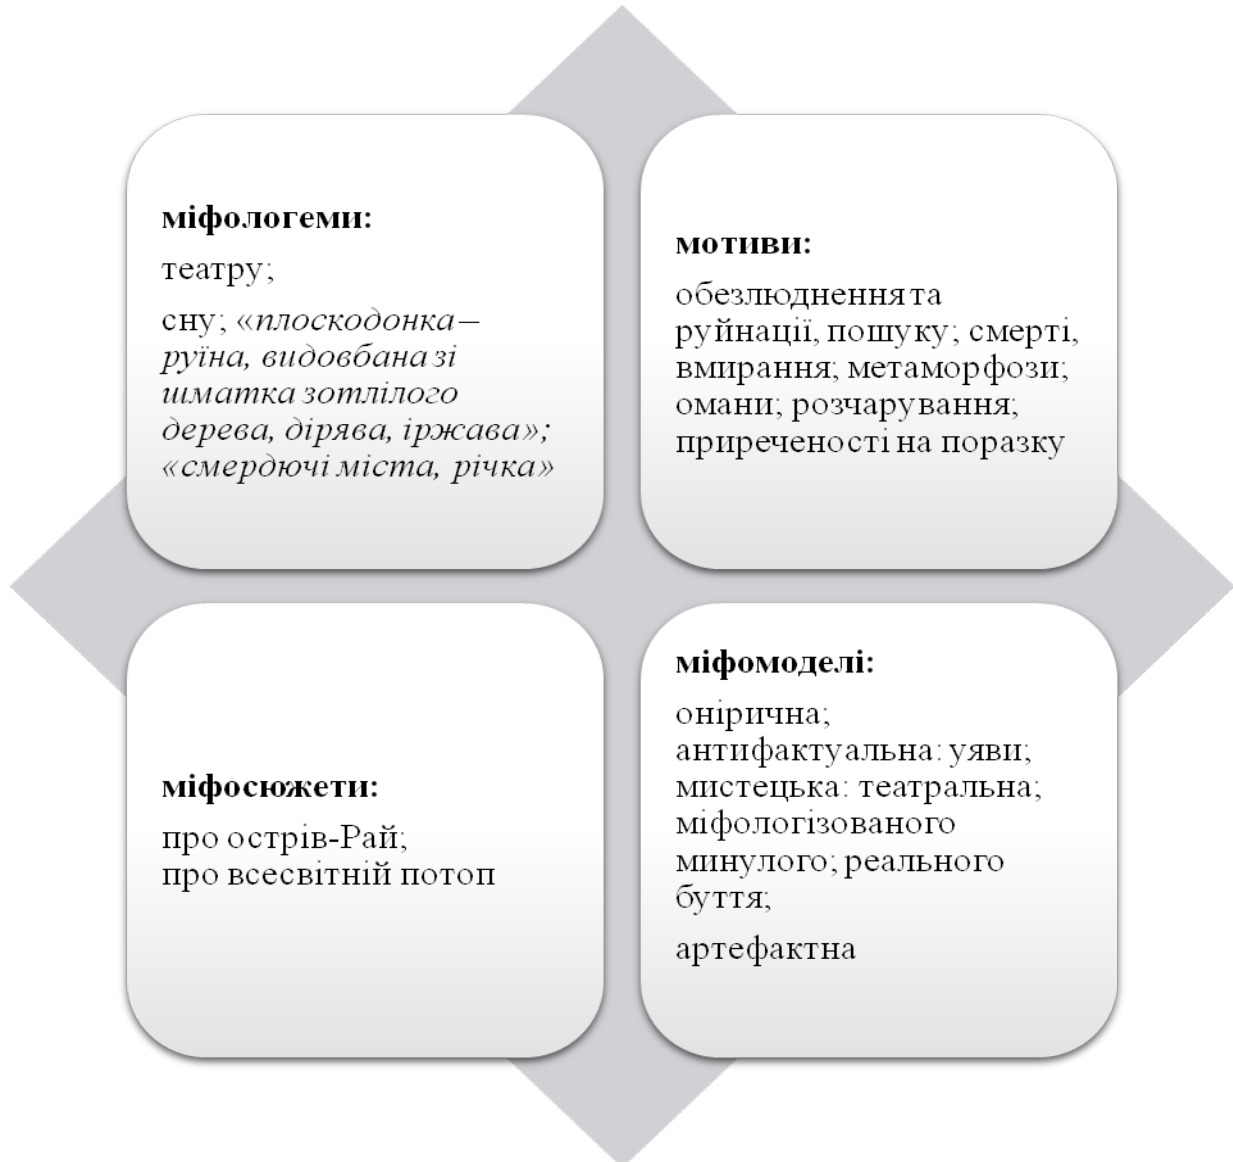 міфологеми:
театру;
сну; «плоскодонка–
руїна, видовбана зі
шматка зотлілого
дерева, дірява, іржава»;
«смердючі міста, річка»
мотиви:
обезлюднення та
руйнації, пошуку; смерті,
вмирання; метаморфози;
омани; розчарування;
приреченості на поразку
міфосюжети:
про острів-Рай;
про всесвітній потоп
міфомоделі:
онірична;
антифактуальна: уяви;
мистецька: театральна;
міфологізованого
минулого; реального
буття;
артефактна